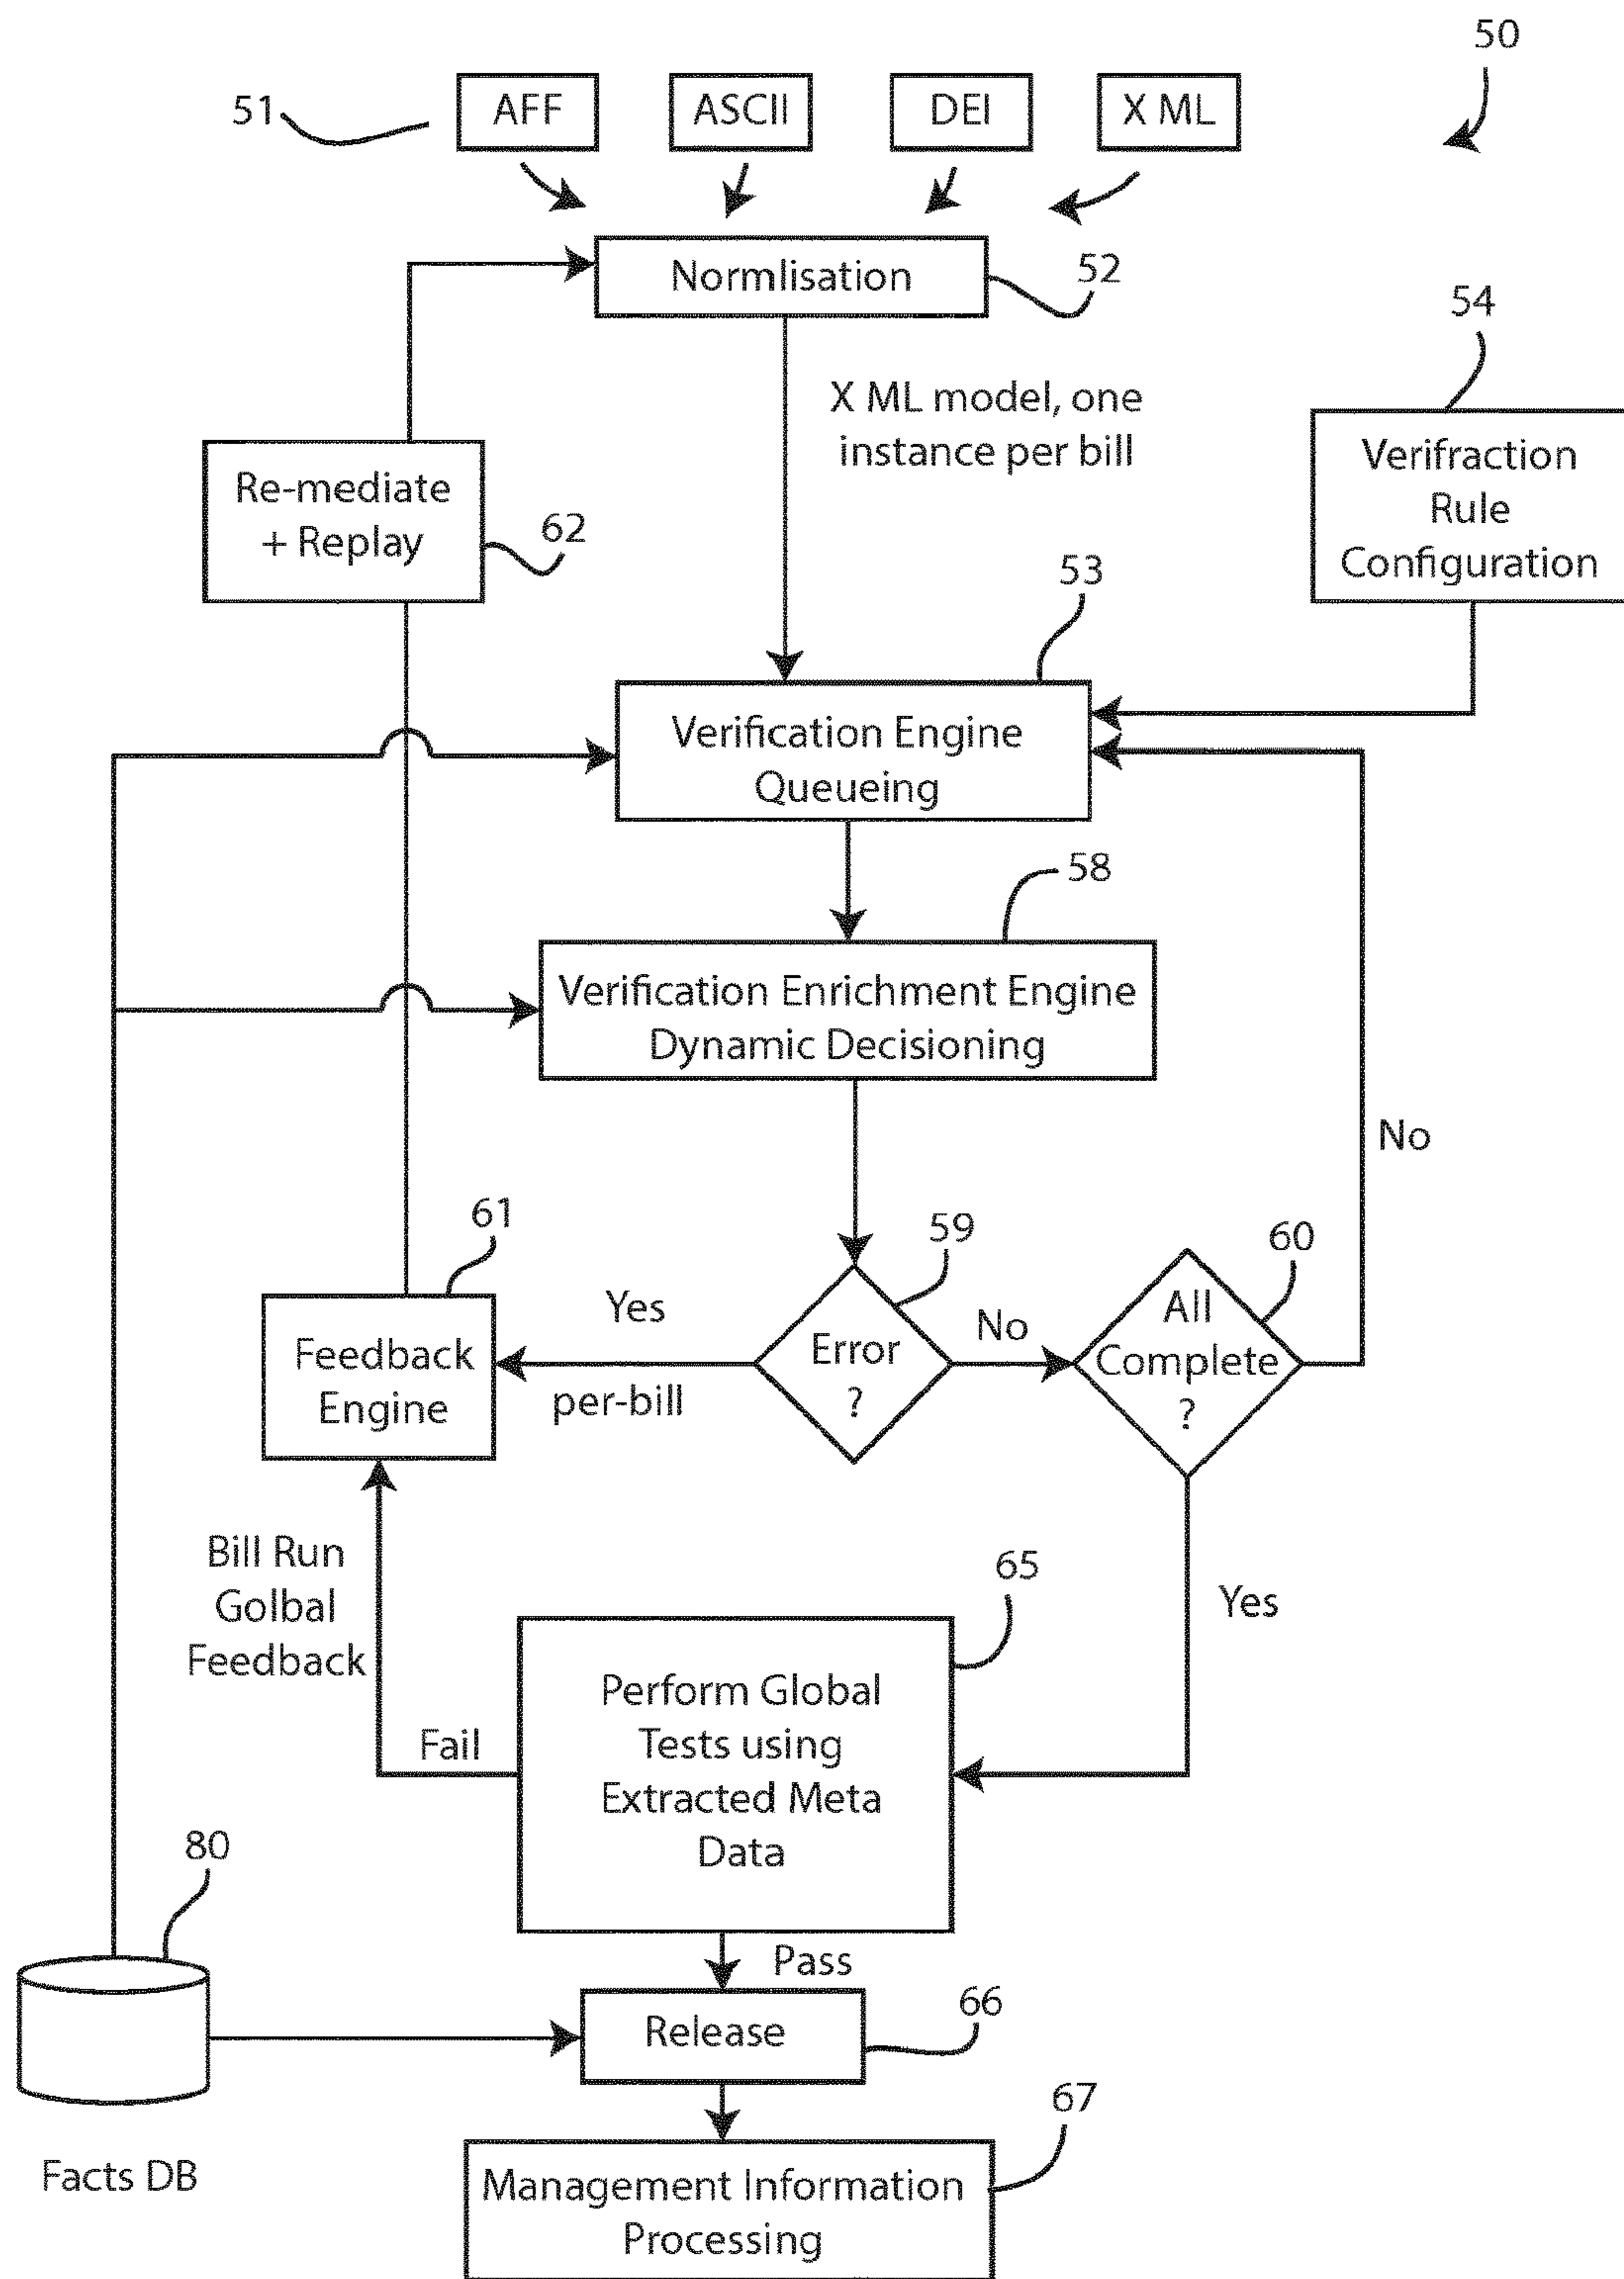 50
51
AFF
ASCII
DEI
X ML
Normlisation
52
54
X ML model, one
instance per bill
Verifraction
Rule
Configuration
Re-mediate
+ Replay
62
53
Verification Engine
Queueing
58
Verification Enrichment Engine
Dynamic Decisioning
No
61
59
60
Feedback
Engine
Yes
per-bill
Error
?
No
All
Complete
?
Bill Run
Golbal
Feedback
65
Yes
Perform Global
Tests using
Extracted Meta
Data
Fail
80
Pass
Release
66
67
Facts DB
Management Information
Processing